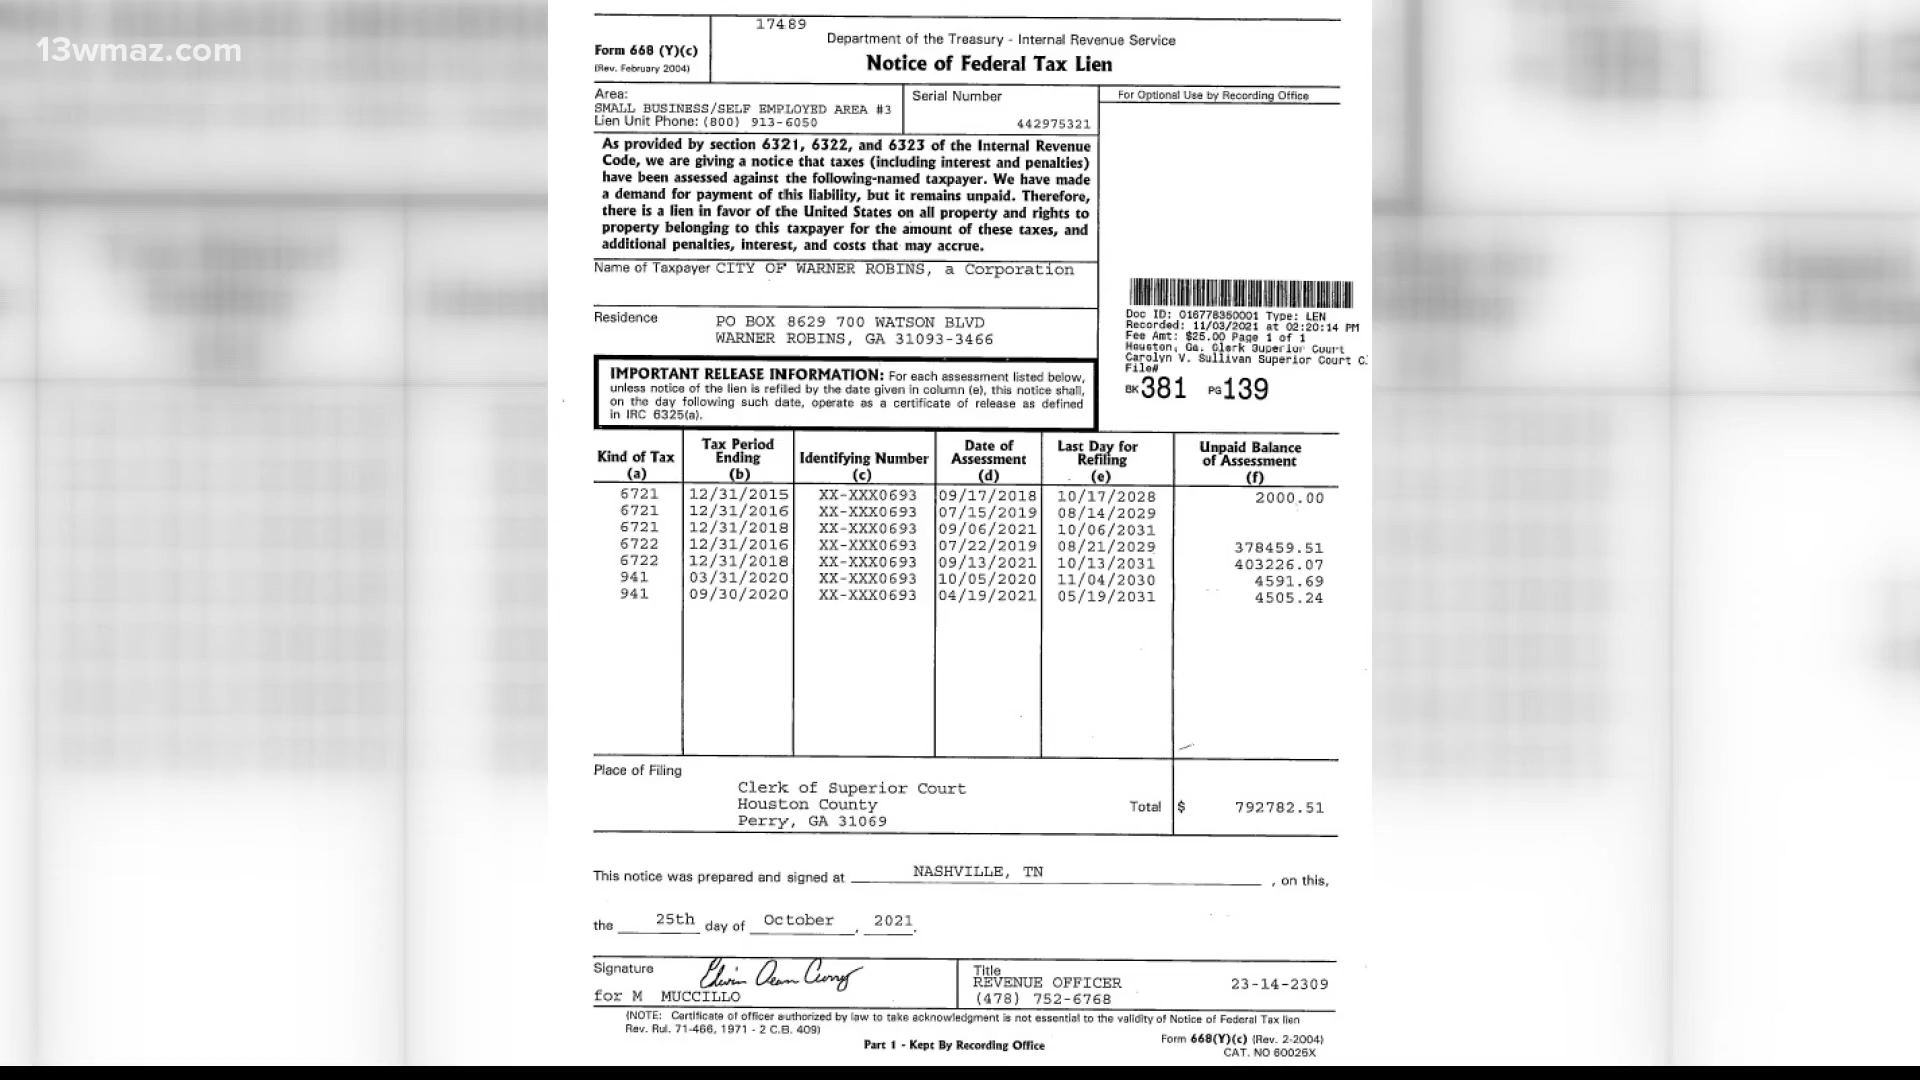 13wmaz.com
17489
Form 668 (Y)(c)
(Rev. February 2004)
Department of the Treasury - Internal Revenue Service
Notice of Federal Tax Lien
Area:
SMALL BUSINESS/SELF EMPLOYED AREA #3
Lien Unit Phone: (800) 913-6050
Serial Number
442975321
For Optional Use by Recording Office
As provided by section 6321, 6322, and 6323 of the Internal Revenue
Code, we are giving a notice that taxes (including interest and penalties)
have been assessed against the following-named taxpayer. We have made
a demand for payment of this liability, but it remains unpaid. Therefore,
there is a lien in favor of the United States on all property and rights to
property belonging to this taxpayer for the amount of these taxes, and
additional penalties, interest, and costs that may accrue.
Name of Taxpayer CITY OF WARNER ROBINS, a Corporation
Residence
PO BOX 8629 700 WATSON BLVD
WARNER ROBINS, GA 31093-3466
Doc ID: 016778350001 Type: LEN
Recorded: 11/03/2021 at 02:20:14 PM
Fee Amt: $25.00 Page 1 of 1
Houston, Ga. Clerk Superior Court
Carolyn V. Sullivan Superior Court C.
File#
BK 381 PG 139
IMPORTANT RELEASE INFORMATION: For each assessment listed below,
unless notice of the lien is refiled by the date given in column (e), this notice shall,
on the day following such date, operate as a certificate of release as defined
in IRC 6325(a).
Kind of Tax (a) Tax Period Ending (b) Identifying Number (c) Date of Assessment (d) Last Day for Refiling (e) Unpaid Balance of Assessment (f)
6721 12/31/2015 XX-XXX0693 09/17/2018 10/17/2028 2000.00
6721 12/31/2016 XX-XXX0693 07/15/2019 08/14/2029
6721 12/31/2018 XX-XXX0693 09/06/2021 10/06/2031
6722 12/31/2016 XX-XXX0693 07/22/2019 08/21/2029 378459.51
6722 12/31/2018 XX-XXX0693 09/13/2021 10/13/2031 403226.07
941 03/31/2020 XX-XXX0693 10/05/2020 11/04/2030 4591.69
941 09/30/2020 XX-XXX0693 04/19/2021 05/19/2031 4505.24
Place of Filing
Clerk of Superior Court
Houston County
Perry, GA 31069
Total $ 792782.51
This notice was prepared and signed at NASHVILLE, TN , on this,
the 25th day of October , 2021.
Signature
for M MUCCILLO
Title
REVENUE OFFICER
(478) 752-6768
23-14-2309
(NOTE: Certificate of officer authorized by law to take acknowledgment is not essential to the validity of Notice of Federal Tax lien
Rev. Rul. 71-466, 1971 - 2 C.B. 409)
Part 1 - Kept By Recording Office
Form 668(Y)(c) (Rev. 2-2004)
CAT. NO 60025X